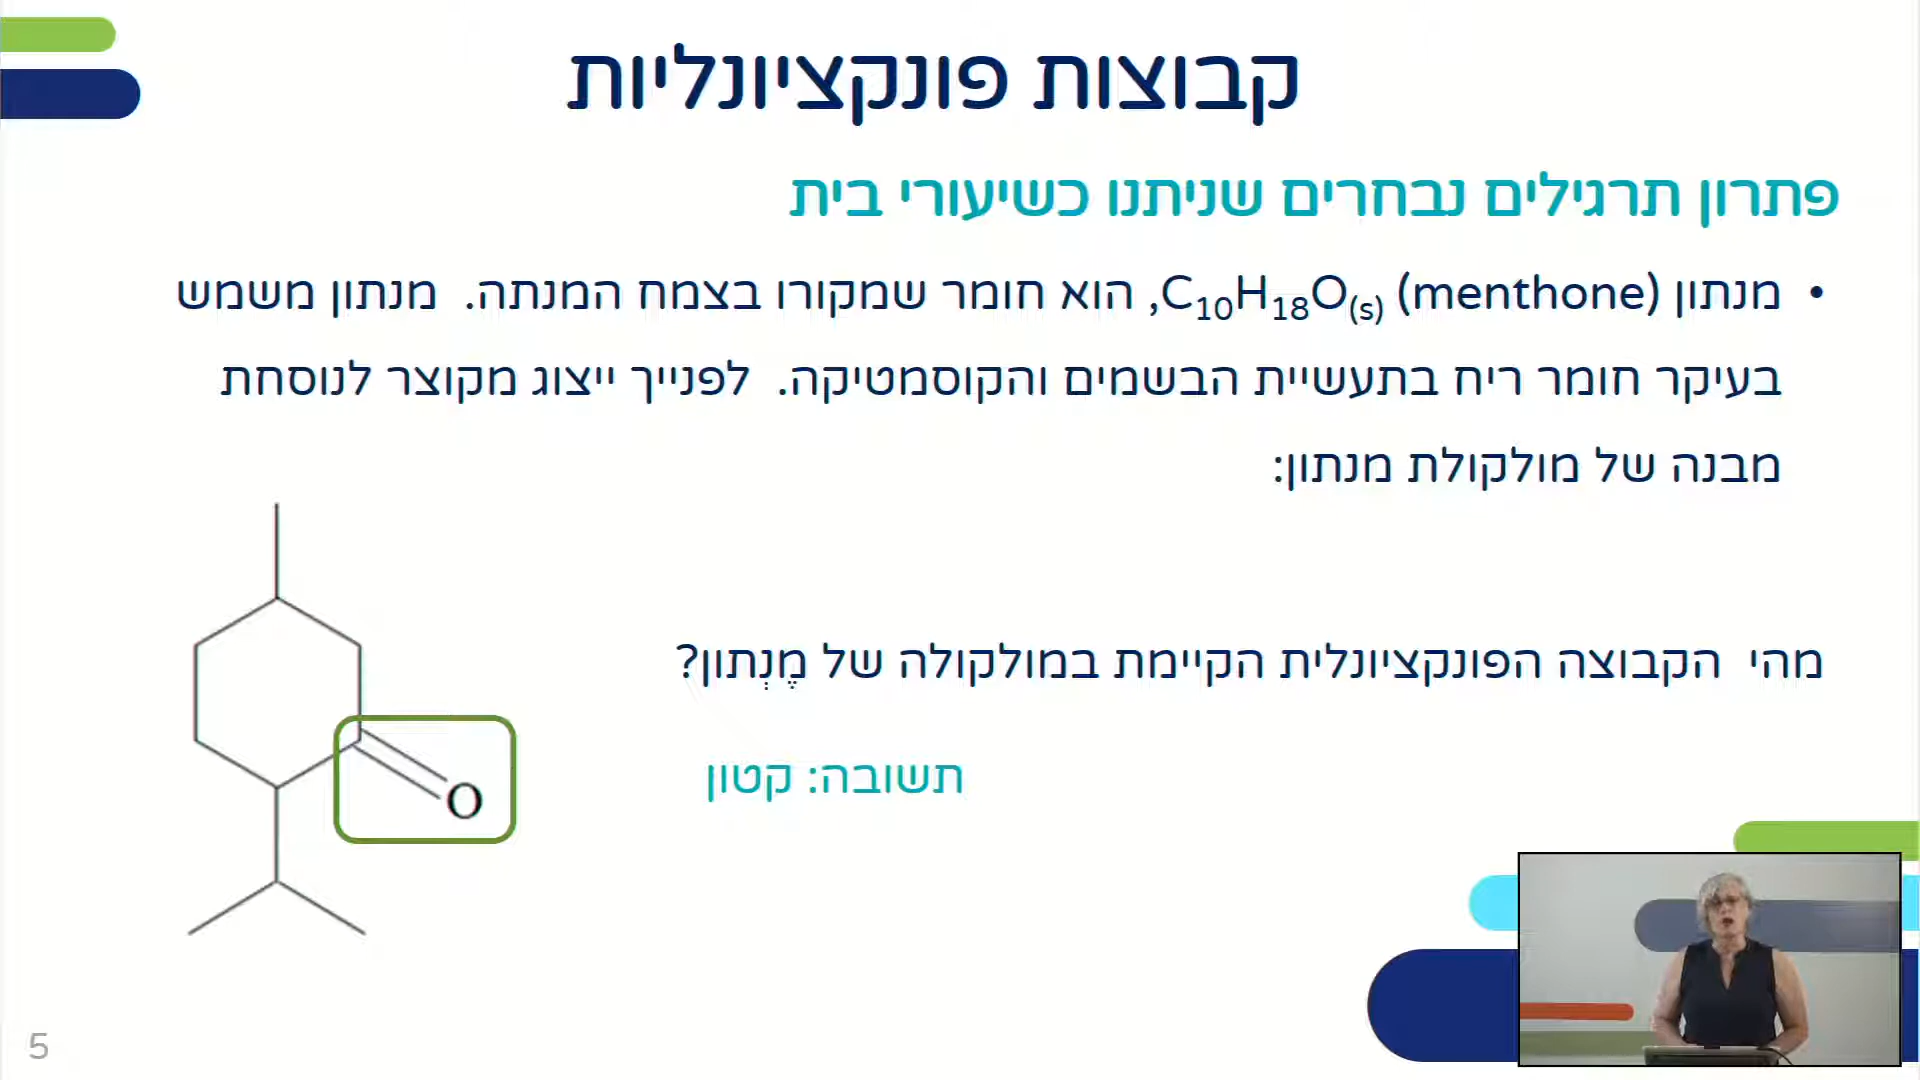 קבוצות פונקציונליות
פתרון תרגילים נבחרים שניתנו כשיעורי בית
• מנתון (menthone) C₁₀H₁₈O₍s₎, הוא חומר שמקורו בצמח המנתה. מנתון משמש
בעיקר חומר ריח בתעשיית הבשמים והקוסמטיקה. לפנייך ייצוג מקוצר לנוסחת
מבנה של מולקולת מנתון:
מהי הקבוצה הפונקציונלית הקיימת במולקולה של מֶנְתון?
תשובה: קטון
O
5